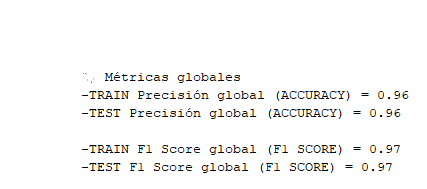 Métricas globales
-TRAIN Precisión global (ACCURACY) = 0.96
-TEST Precisión global (ACCURACY) = 0.96
-TRAIN F1 Score global (F1 SCORE) = 0.97
-TEST F1 Score global (F1 SCORE) = 0.97